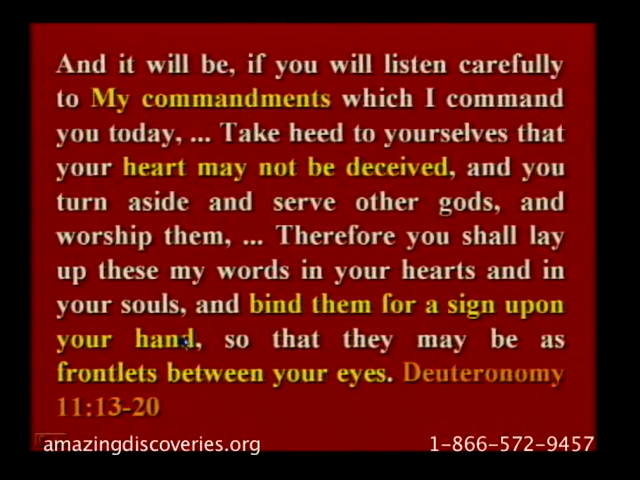 And it will be, if you will listen carefully
to My commandments which I command
you today, ... Take heed to yourselves that
your heart may not be deceived, and you
turn aside and serve other gods, and
worship them, ... Therefore you shall lay
up these my words in your hearts and in
your souls, and bind them for a sign upon
your hand, so that they may be as
frontlets between your eyes. Deuteronomy
11:13-20
amazingdiscoveries.org
1-866-572-9457